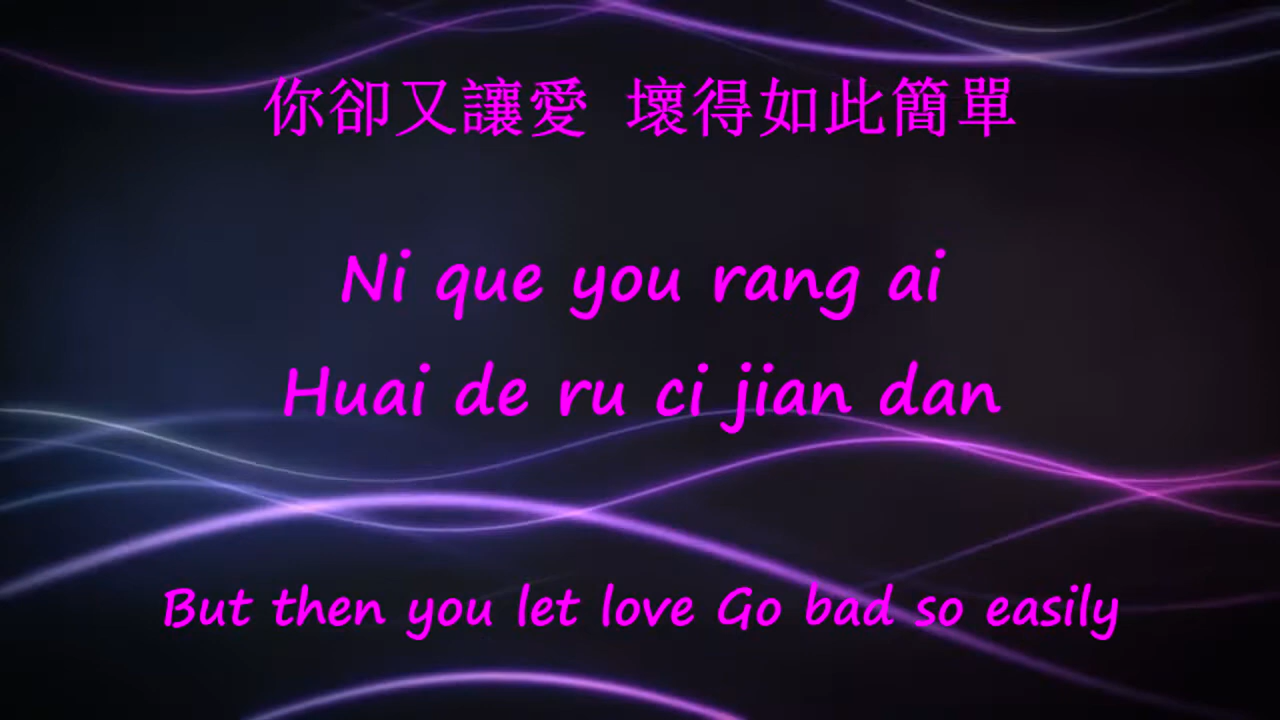 你卻又讓愛 壞得如此簡單
Ni que you rang ai
Huai de ru ci jian dan
But then you let love Go bad so easily